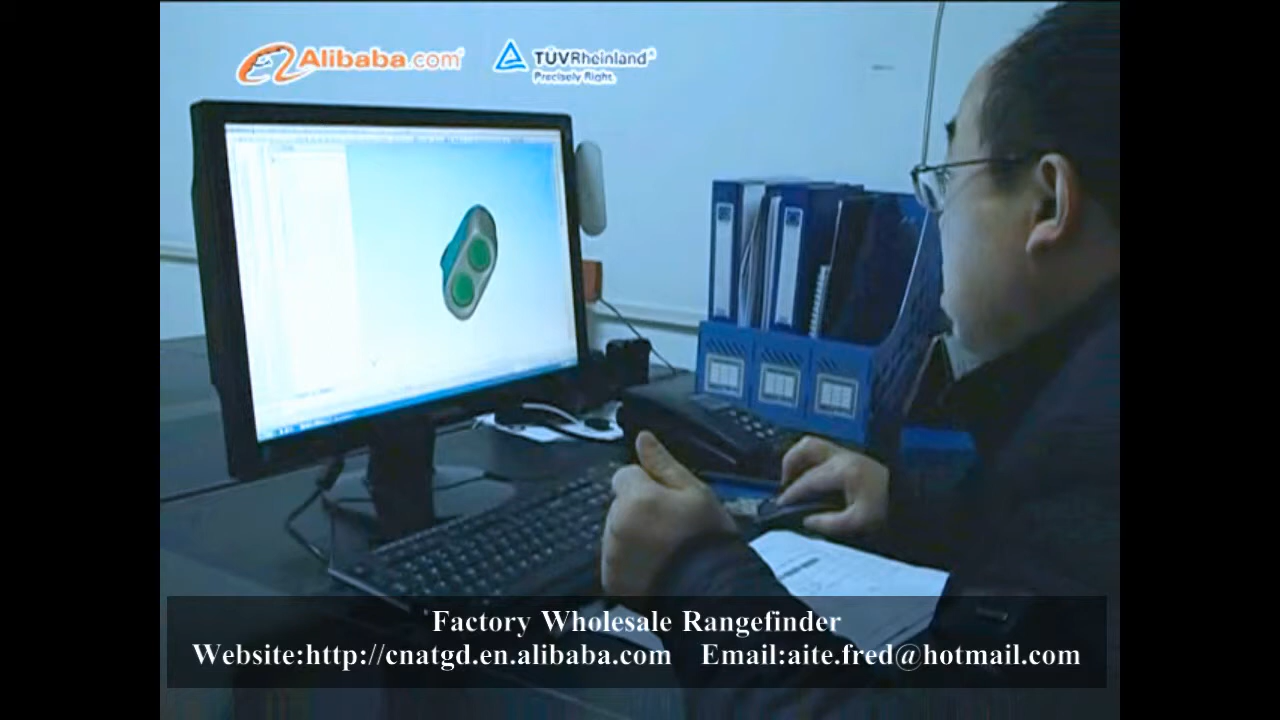 Alibaba.com
TÜVRheinland
Precisely Right.
Factory Wholesale Rangefinder
Website:http://cnatgd.en.alibaba.com Email:aite.fred@hotmail.com